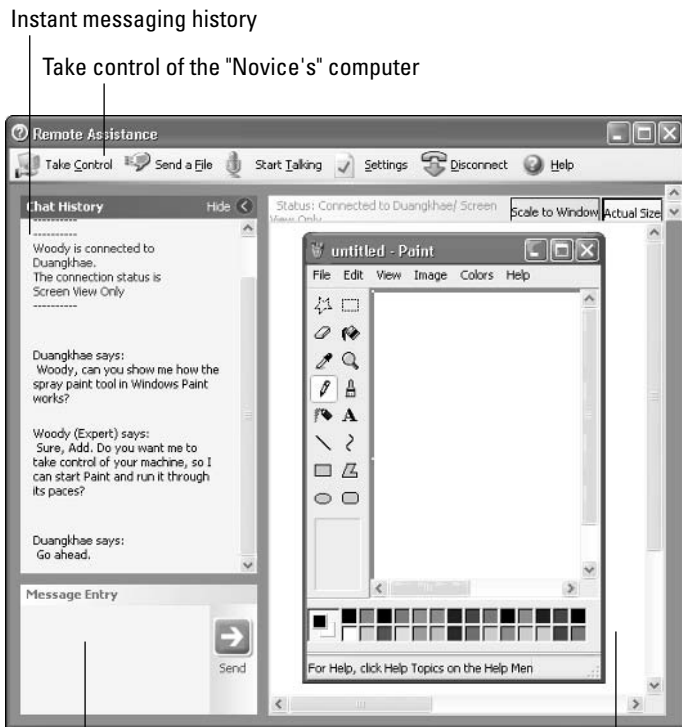 Instant messaging history
Take control of the "Novice's" computer
Remote Assistance
Take Control Send a File Start Talking Settings Disconnect Help
Chat History Hide
----------
----------
Woody is connected to
Duangkhae.
The connection status is
Screen View Only
----------
Duangkhae says:
Woody, can you show me how the
spray paint tool in Windows Paint
works?
Woody (Expert) says:
Sure, Add. Do you want me to
take control of your machine, so I
can start Paint and run it through
its paces?
Duangkhae says:
Go ahead.
Message Entry
Send
Status: Connected to Duangkhae/ Screen
View Only
Scale to Window Actual Size
untitled - Paint
File Edit View Image Colors Help
A
For Help, click Help Topics on the Help Men